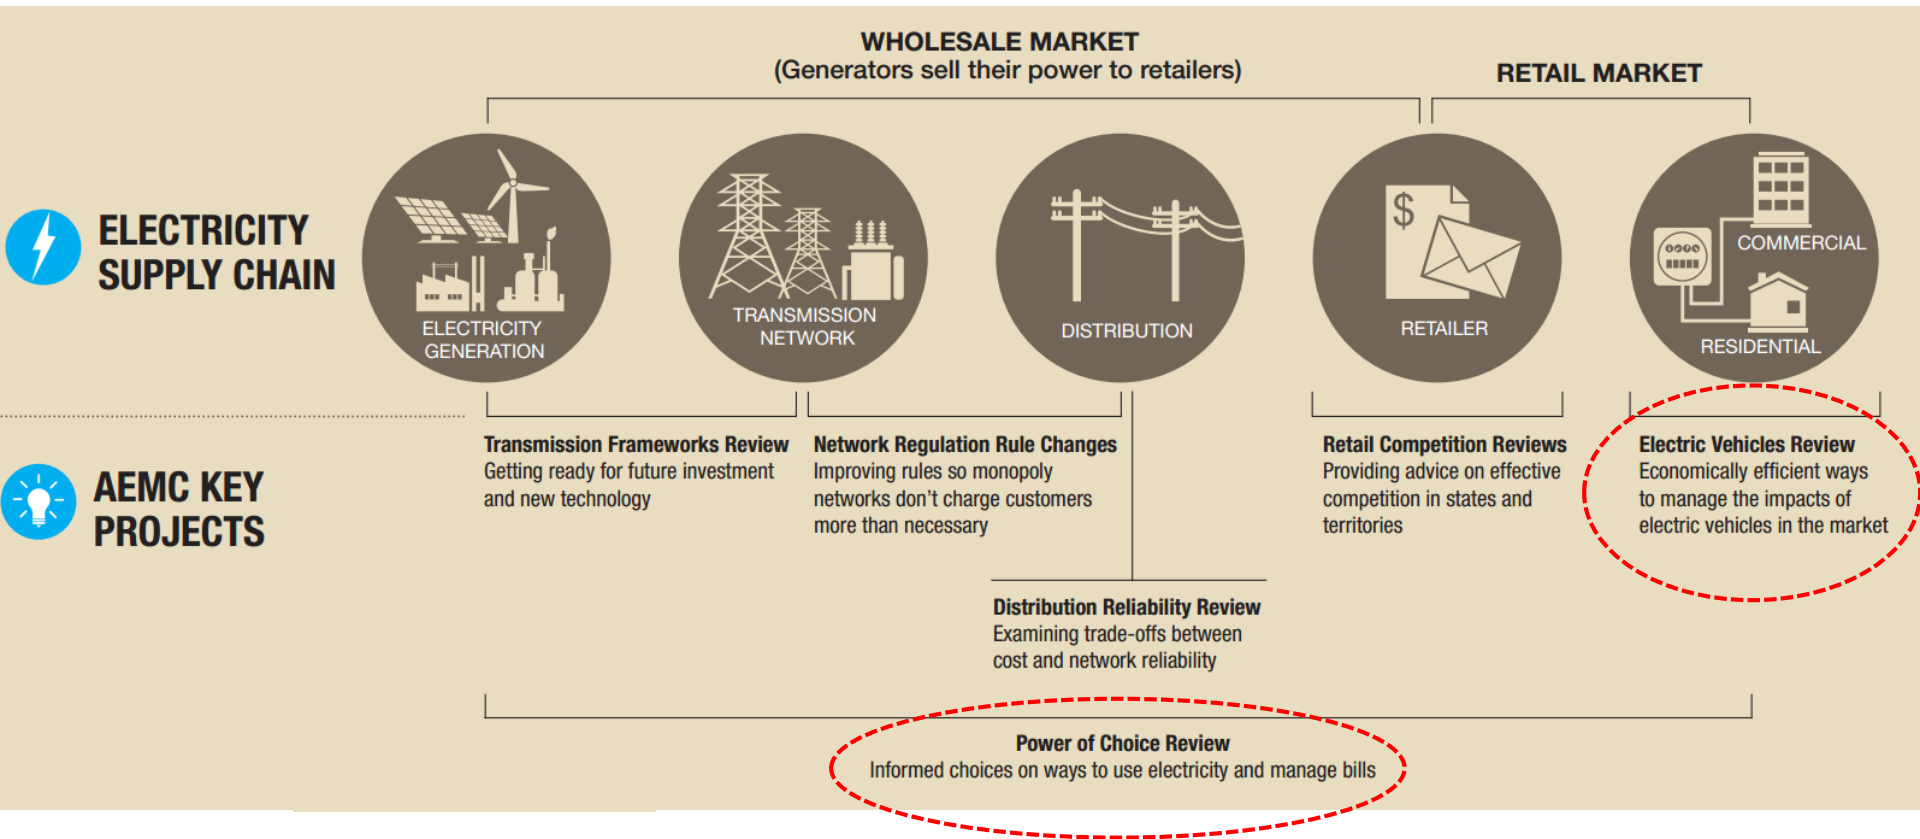 WHOLESALE MARKET
(Generators sell their power to retailers)
RETAIL MARKET
ELECTRICITY
SUPPLY CHAIN
ELECTRICITY
GENERATION
TRANSMISSION
NETWORK
DISTRIBUTION
$
RETAILER
COMMERCIAL
RESIDENTIAL
AEMC KEY
PROJECTS
Transmission Frameworks Review
Getting ready for future investment
and new technology
Network Regulation Rule Changes
Improving rules so monopoly
networks don't charge customers
more than necessary
Retail Competition Reviews
Providing advice on effective
competition in states and
territories
Electric Vehicles Review
Economically efficient ways
to manage the impacts of
electric vehicles in the market
Distribution Reliability Review
Examining trade-offs between
cost and network reliability
Power of Choice Review
Informed choices on ways to use electricity and manage bills